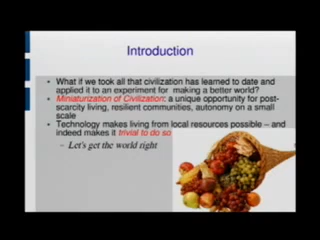 Introduction
• What if we took all that civilization has learned to date and
applied it to an experiment for making a better world?
• Miniaturization of Civilization: a unique opportunity for post-
scarcity living, resilient communities, autonomy on a small
scale
• Technology makes living from local resources possible – and
indeed makes it trivial to do so
– Let's get the world right